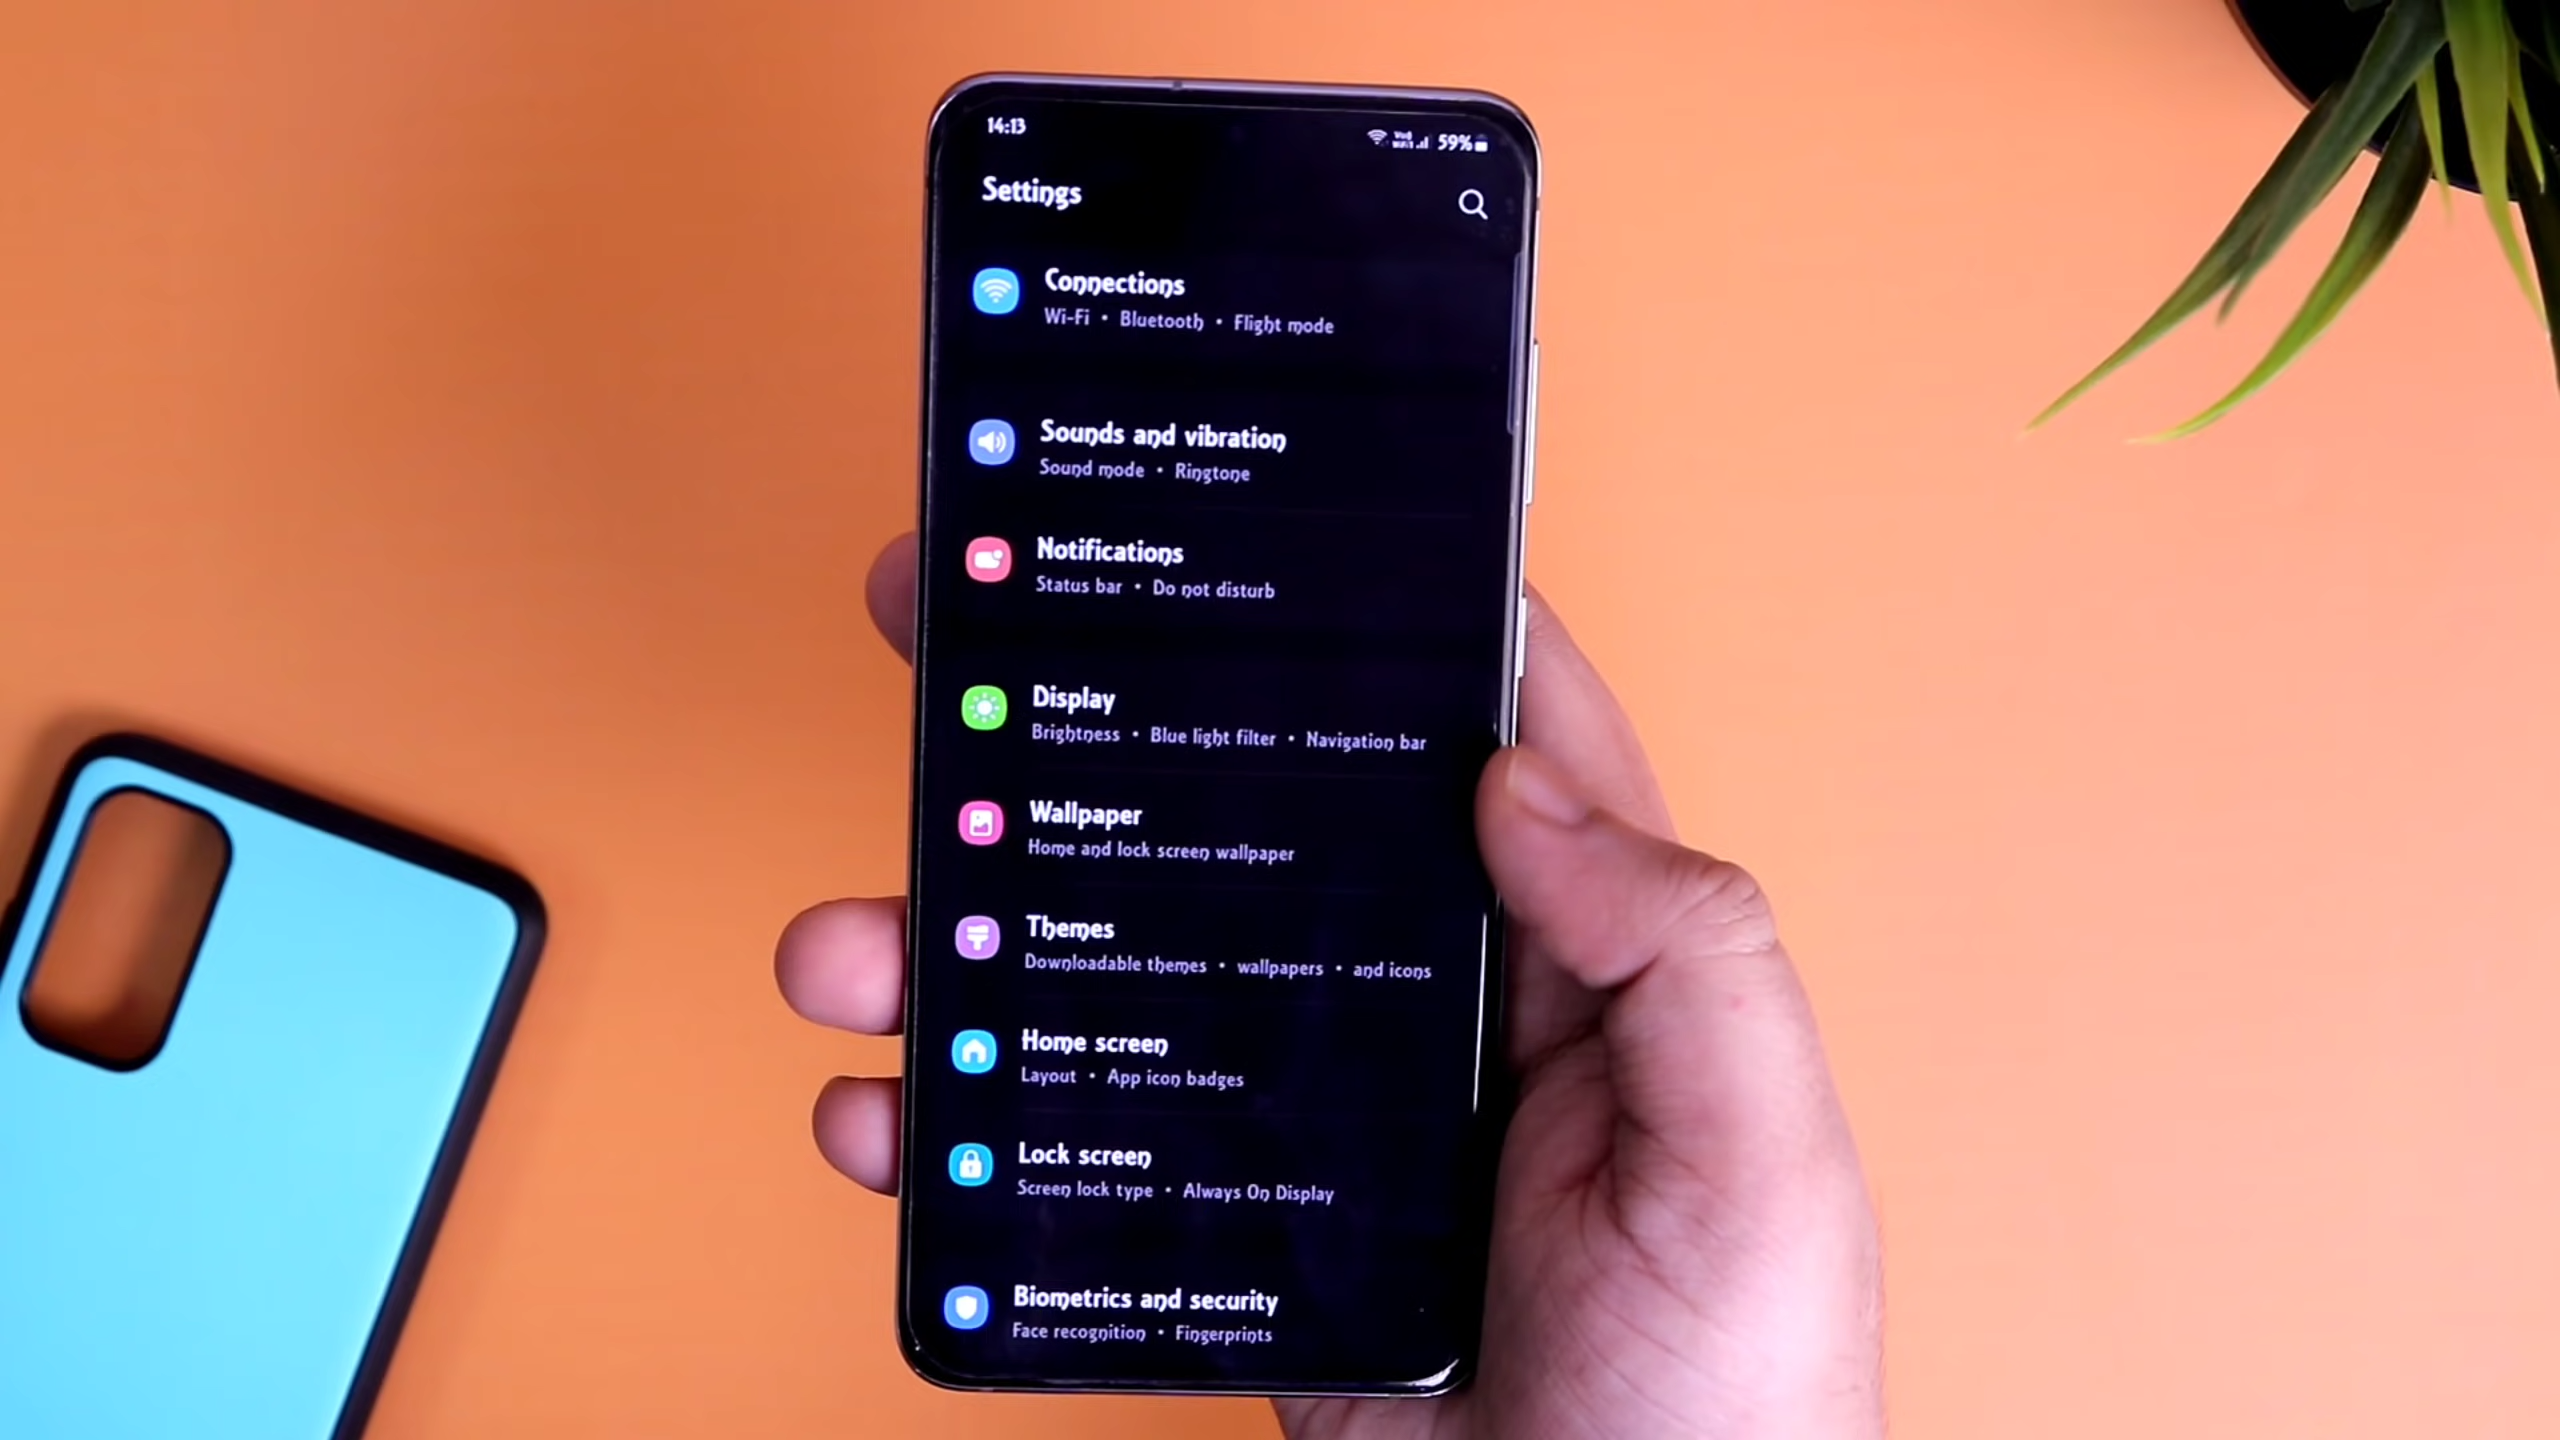 14:13
59%
Settings
Connections
Wi-Fi • Bluetooth • Flight mode
Sounds and vibration
Sound mode • Ringtone
Notifications
Status bar • Do not disturb
Display
Brightness • Blue light filter • Navigation bar
Wallpaper
Home and lock screen wallpaper
Themes
Downloadable themes • wallpapers • and icons
Home screen
Layout • App icon badges
Lock screen
Screen lock type • Always On Display
Biometrics and security
Face recognition • Fingerprints